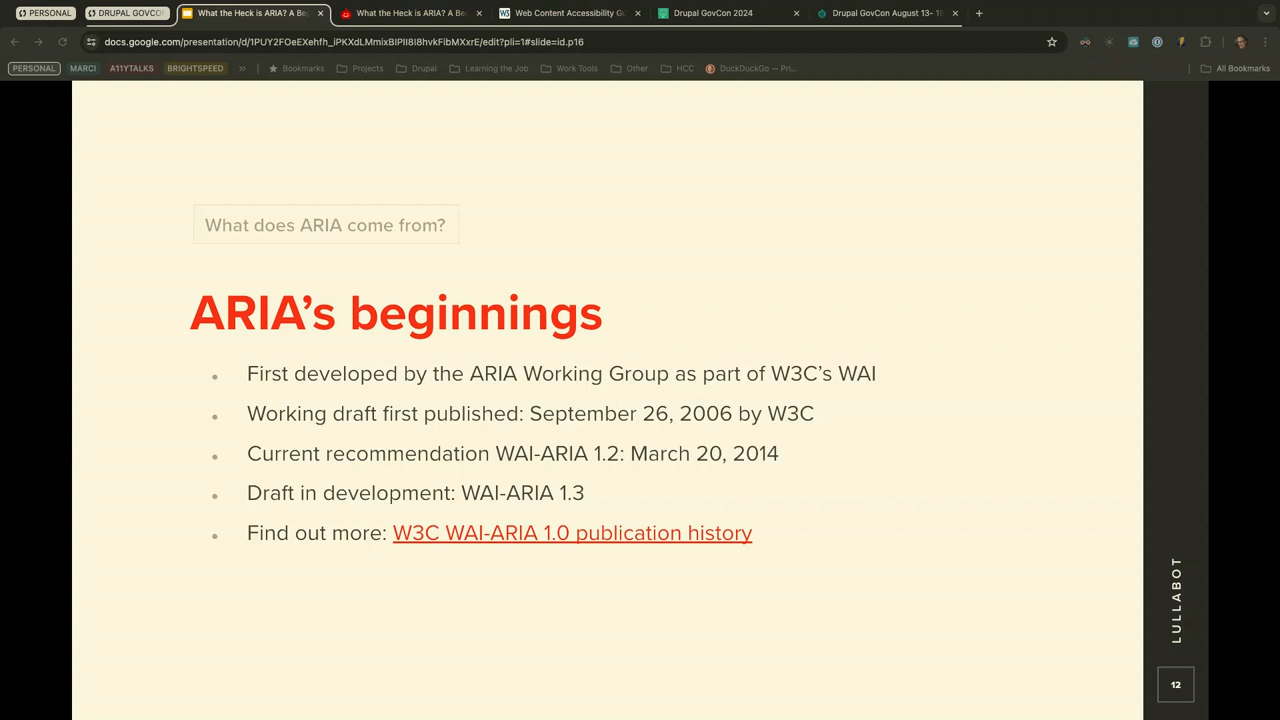 PERSONAL
DRUPAL GOVCO
What the Heck is ARIA? A Be
What the Heck is ARIA? A Be
Web Content Accessibility Gu
Drupal GovCon 2024
Drupal GovCon August 13- 1
docs.google.com/presentation/d/1PUY2FOeEXehfh_iPKXdLMmixBIPII8I8hvkFibMXxrE/edit?pli=1#slide=id.p16
PERSONAL
MARCI
A11YTALKS
BRIGHTSPEED
Bookmarks
Projects
Drupal
Learning the Job
Work Tools
Other
HCC
DuckDuckGo — Pri...
All Bookmarks
What does ARIA come from?
ARIA's beginnings
First developed by the ARIA Working Group as part of W3C's WAI
Working draft first published: September 26, 2006 by W3C
Current recommendation WAI-ARIA 1.2: March 20, 2014
Draft in development: WAI-ARIA 1.3
Find out more: W3C WAI-ARIA 1.0 publication history
LULLABOT
12